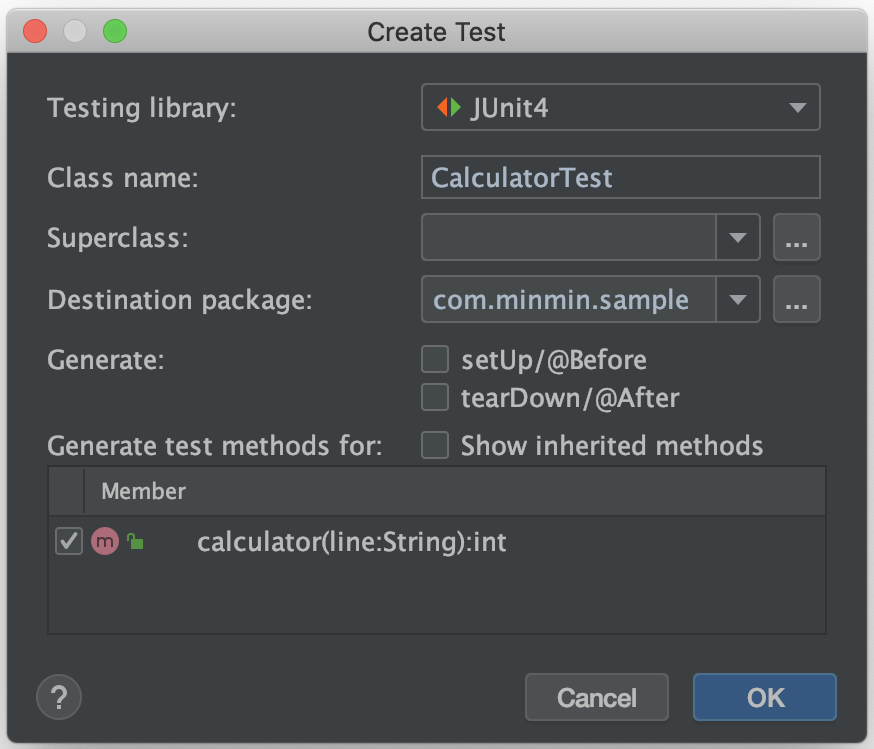 Create Test
Testing library: JUnit4
Class name: CalculatorTest
Superclass: ...
Destination package: com.minmin.sample ...
Generate: setUp/@Before
tearDown/@After
Generate test methods for: Show inherited methods
Member
m calculator(line:String):int
? Cancel OK